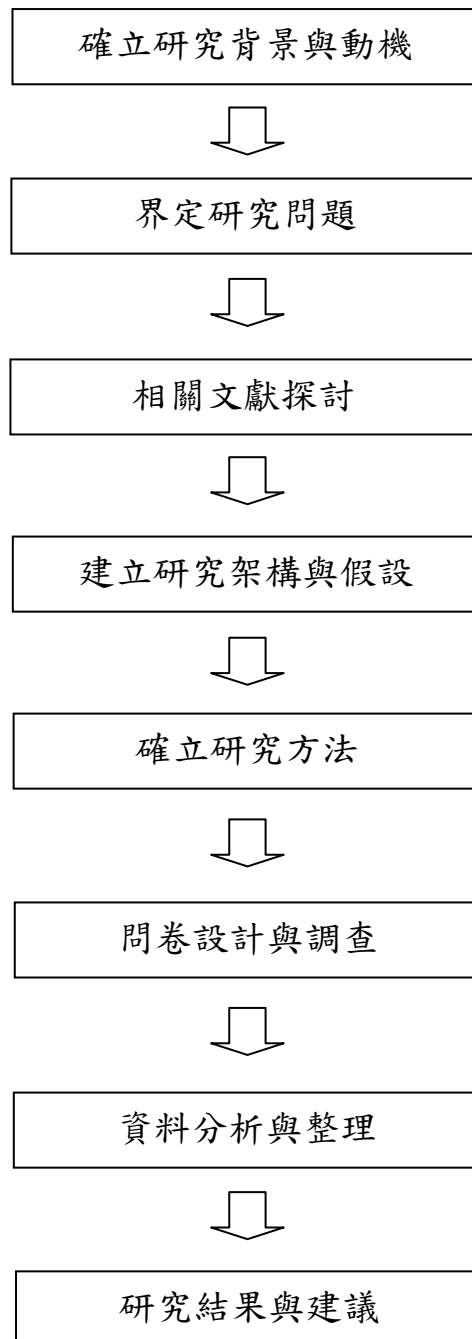 確立研究背景與動機
界定研究問題
相關文獻探討
建立研究架構與假設
確立研究方法
問卷設計與調查
資料分析與整理
研究結果與建議